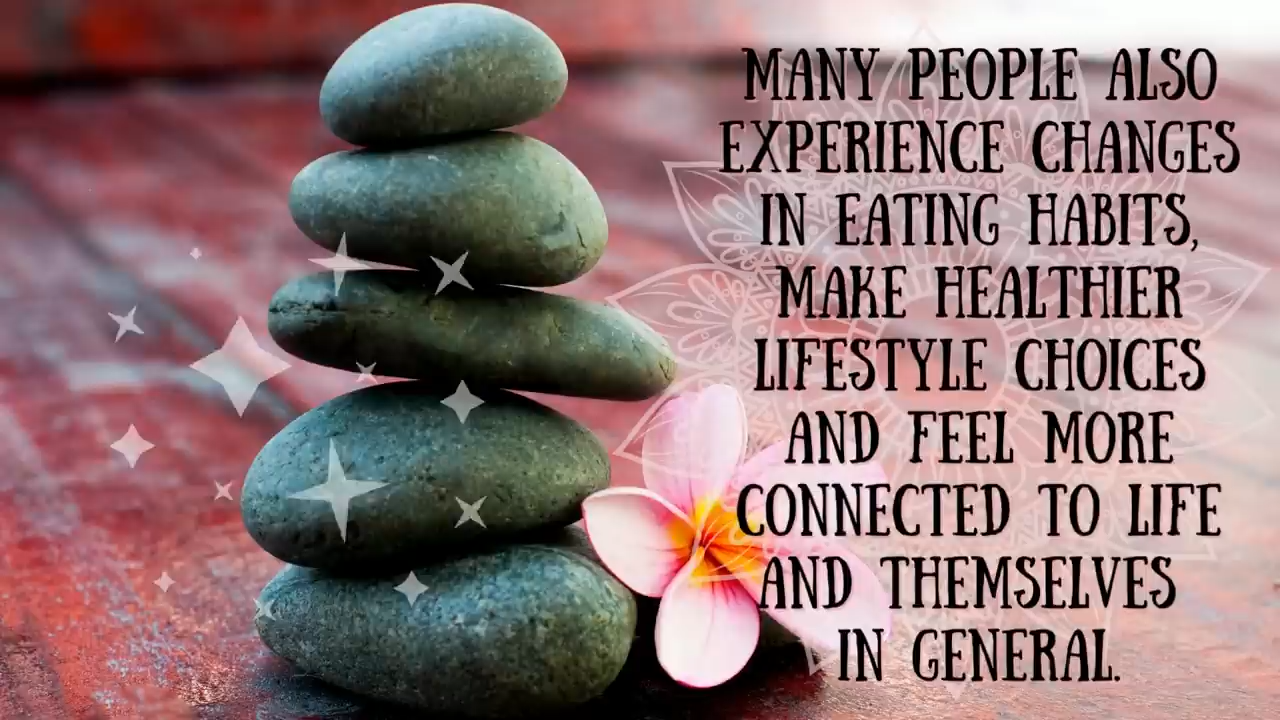 MANY PEOPLE ALSO
EXPERIENCE CHANGES
IN EATING HABITS,
MAKE HEALTHIER
LIFESTYLE CHOICES
AND FEEL MORE
CONNECTED TO LIFE
AND THEMSELVES
IN GENERAL.